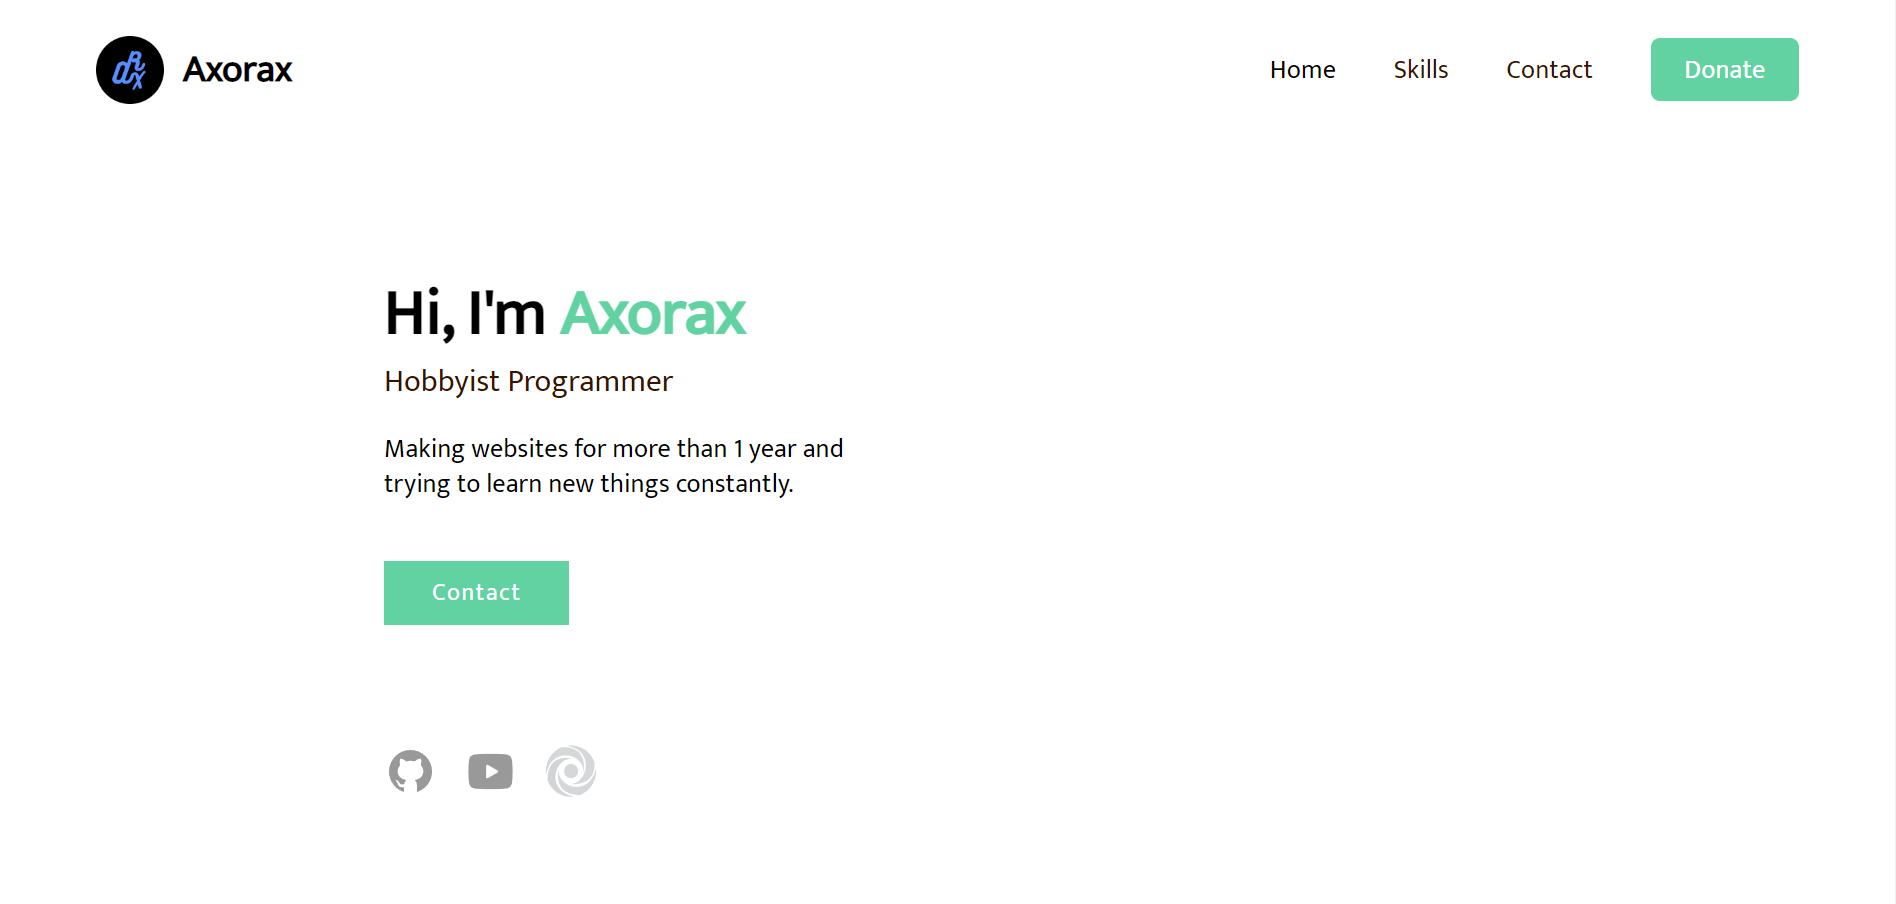 Axorax
Home
Skills
Contact
Donate
Hi, I'm Axorax
Hobbyist Programmer
Making websites for more than 1 year and
trying to learn new things constantly.
Contact